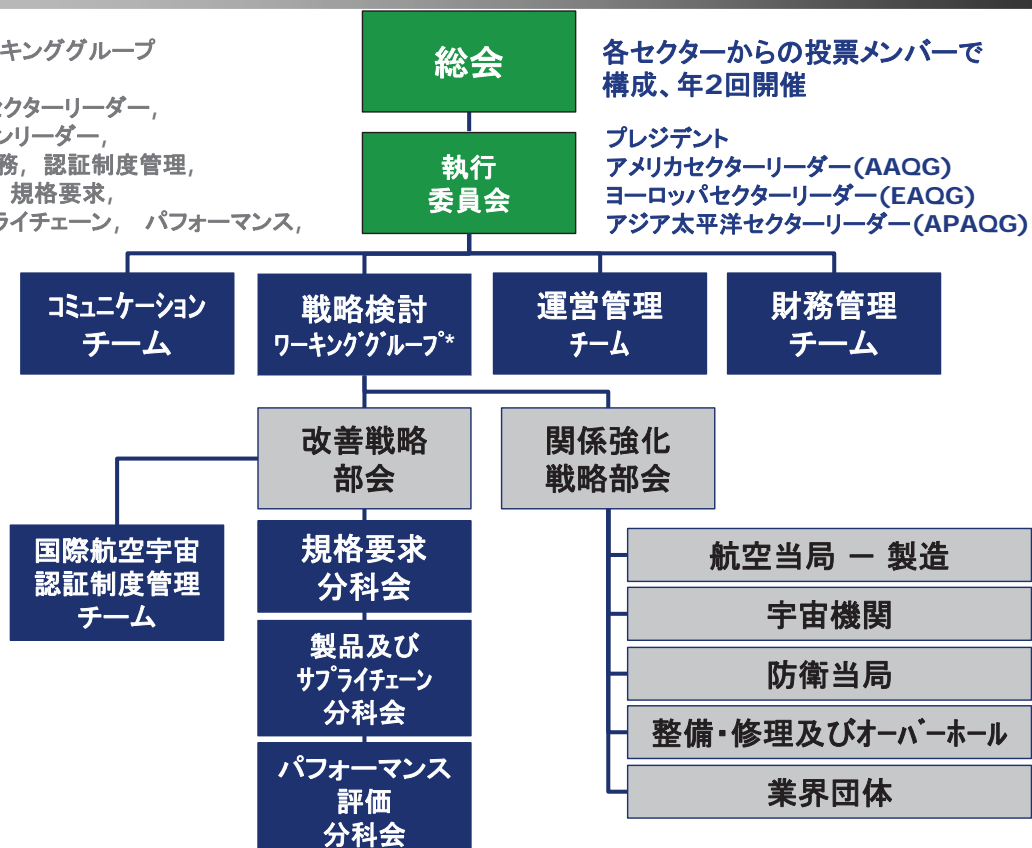 キンググループ
セクターリーダー,
ンリーダー,
務, 認証制度管理,
規格要求,
ライチェーン, パフォーマンス,
総会
各セクターからの投票メンバーで
構成、年2回開催
執行
委員会
プレジデント
アメリカセクターリーダー(AAQG)
ヨーロッパセクターリーダー(EAQG)
アジア太平洋セクターリーダー(APAQG)
コミュニケーション
チーム
戦略検討
ワーキンググループ*
運営管理
チーム
財務管理
チーム
改善戦略
部会
関係強化
戦略部会
国際航空宇宙
認証制度管理
チーム
規格要求
分科会
製品及び
サプライチェーン
分科会
パフォーマンス
評価
分科会
航空当局 － 製造
宇宙機関
防衛当局
整備・修理及びオーバーホール
業界団体